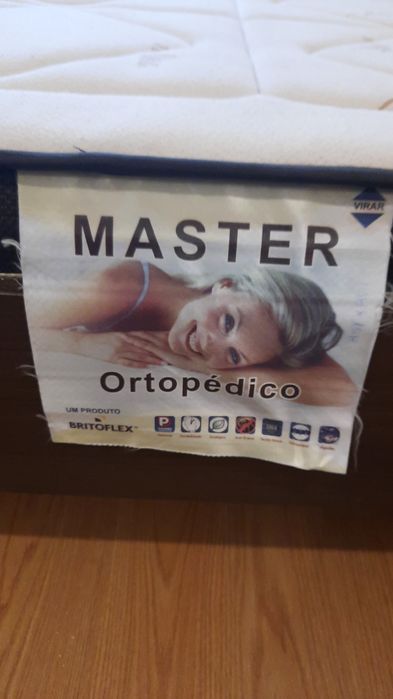 VIRAR
MASTER
Ortopédico
UM PRODUTO
BRITOFLEX